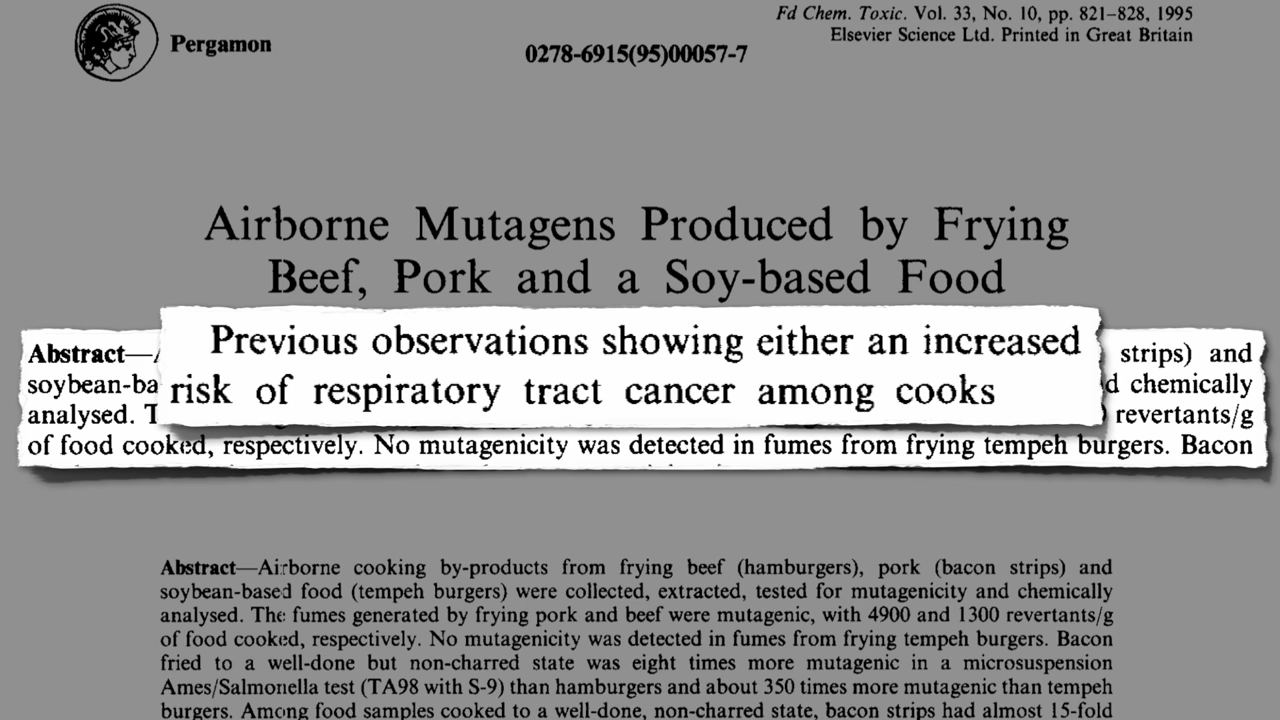 Pergamon
0278-6915(95)00057-7
Fd Chem. Toxic. Vol. 33, No. 10, pp. 821–828, 1995
Elsevier Science Ltd. Printed in Great Britain
Airborne Mutagens Produced by Frying
Beef, Pork and a Soy-based Food
Previous observations showing either an increased
risk of respiratory tract cancer among cooks
Abstract— strips) and
soybean-ba d chemically
analysed. T revertants/g
of food cooked, respectively. No mutagenicity was detected in fumes from frying tempeh burgers. Bacon
Abstract—Airborne cooking by-products from frying beef (hamburgers), pork (bacon strips) and
soybean-based food (tempeh burgers) were collected, extracted, tested for mutagenicity and chemically
analysed. The fumes generated by frying pork and beef were mutagenic, with 4900 and 1300 revertants/g
of food cooked, respectively. No mutagenicity was detected in fumes from frying tempeh burgers. Bacon
fried to a well-done but non-charred state was eight times more mutagenic in a microsuspension
Ames/Salmonella test (TA98 with S-9) than hamburgers and about 350 times more mutagenic than tempeh
burgers. Among food samples cooked to a well-done, non-charred state, bacon strips had almost 15-fold